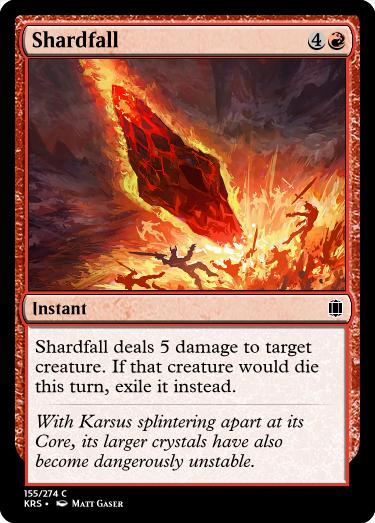 Shardfall 4
Instant
Shardfall deals 5 damage to target
creature. If that creature would die
this turn, exile it instead.
With Karsus splintering apart at its
Core, its larger crystals have also
become dangerously unstable.
155/274 C
KRS • Matt Gaser